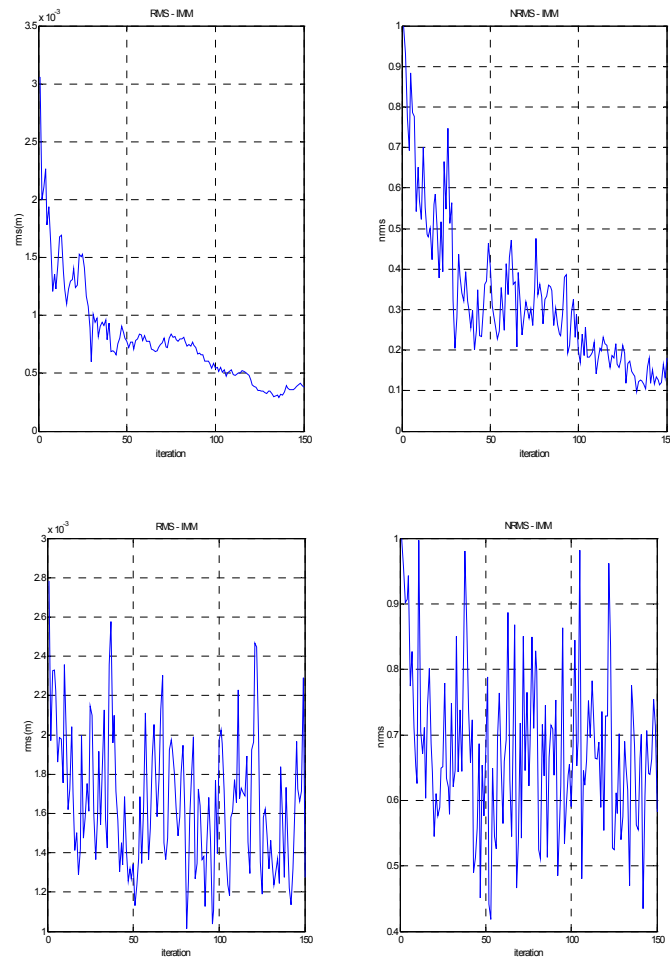 RMS - IMM
x 10-3
3.5
3
2.5
2
1.5
1
0.5
0
rms(m)
0 50 100 150
iteration
NRMS - IMM
1
0.9
0.8
0.7
0.6
0.5
0.4
0.3
0.2
0.1
0
nrms
0 50 100 150
iteration
RMS - IMM
x 10-3
3
2.8
2.6
2.4
2.2
2
1.8
1.6
1.4
1.2
1
rms(m)
0 50 100 150
iteration
NRMS - IMM
1
0.9
0.8
0.7
0.6
0.5
0.4
nrms
0 50 100 150
iteration